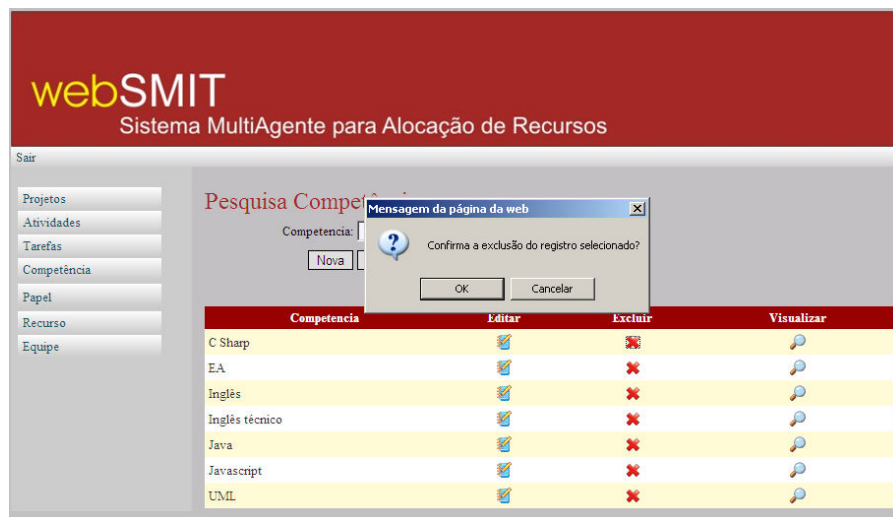 webSMIT
Sistema MultiAgente para Alocação de Recursos
Sair
Projetos
Atividades
Tarefas
Competência
Papel
Recurso
Equipe
Pesquisa
Competencia:
Nova
Mensagem da página da web
Confirma a exclusão do registro selecionado?
OK Cancelar
Competencia Editar Excluir Visualizar
C Sharp
EA
Inglês
Inglês técnico
Java
Javascript
UML